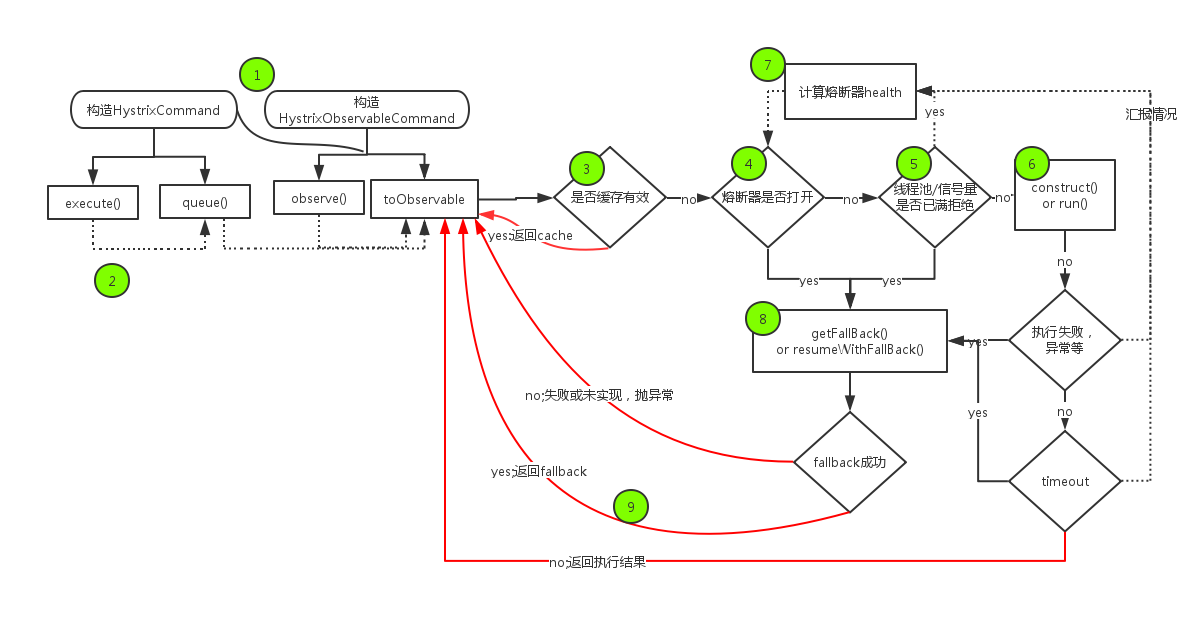 1
构造HystrixCommand
构造
HystrixObservableCommand
execute()
queue()
observe()
toObservable
2
3
是否缓存有效
yes;返回cache
no
7
计算熔断器health
4
熔断器是否打开
no
yes
5
线程池/信号量
是否已满拒绝
no
yes
yes
汇报情况
6
construct()
or run()
no
执行失败，
异常等
yes
no
timeout
yes
8
getFallBack()
or resumeWithFallBack()
fallback成功
no;失败或未实现，抛异常
yes;返回fallback
9
no;返回执行结果